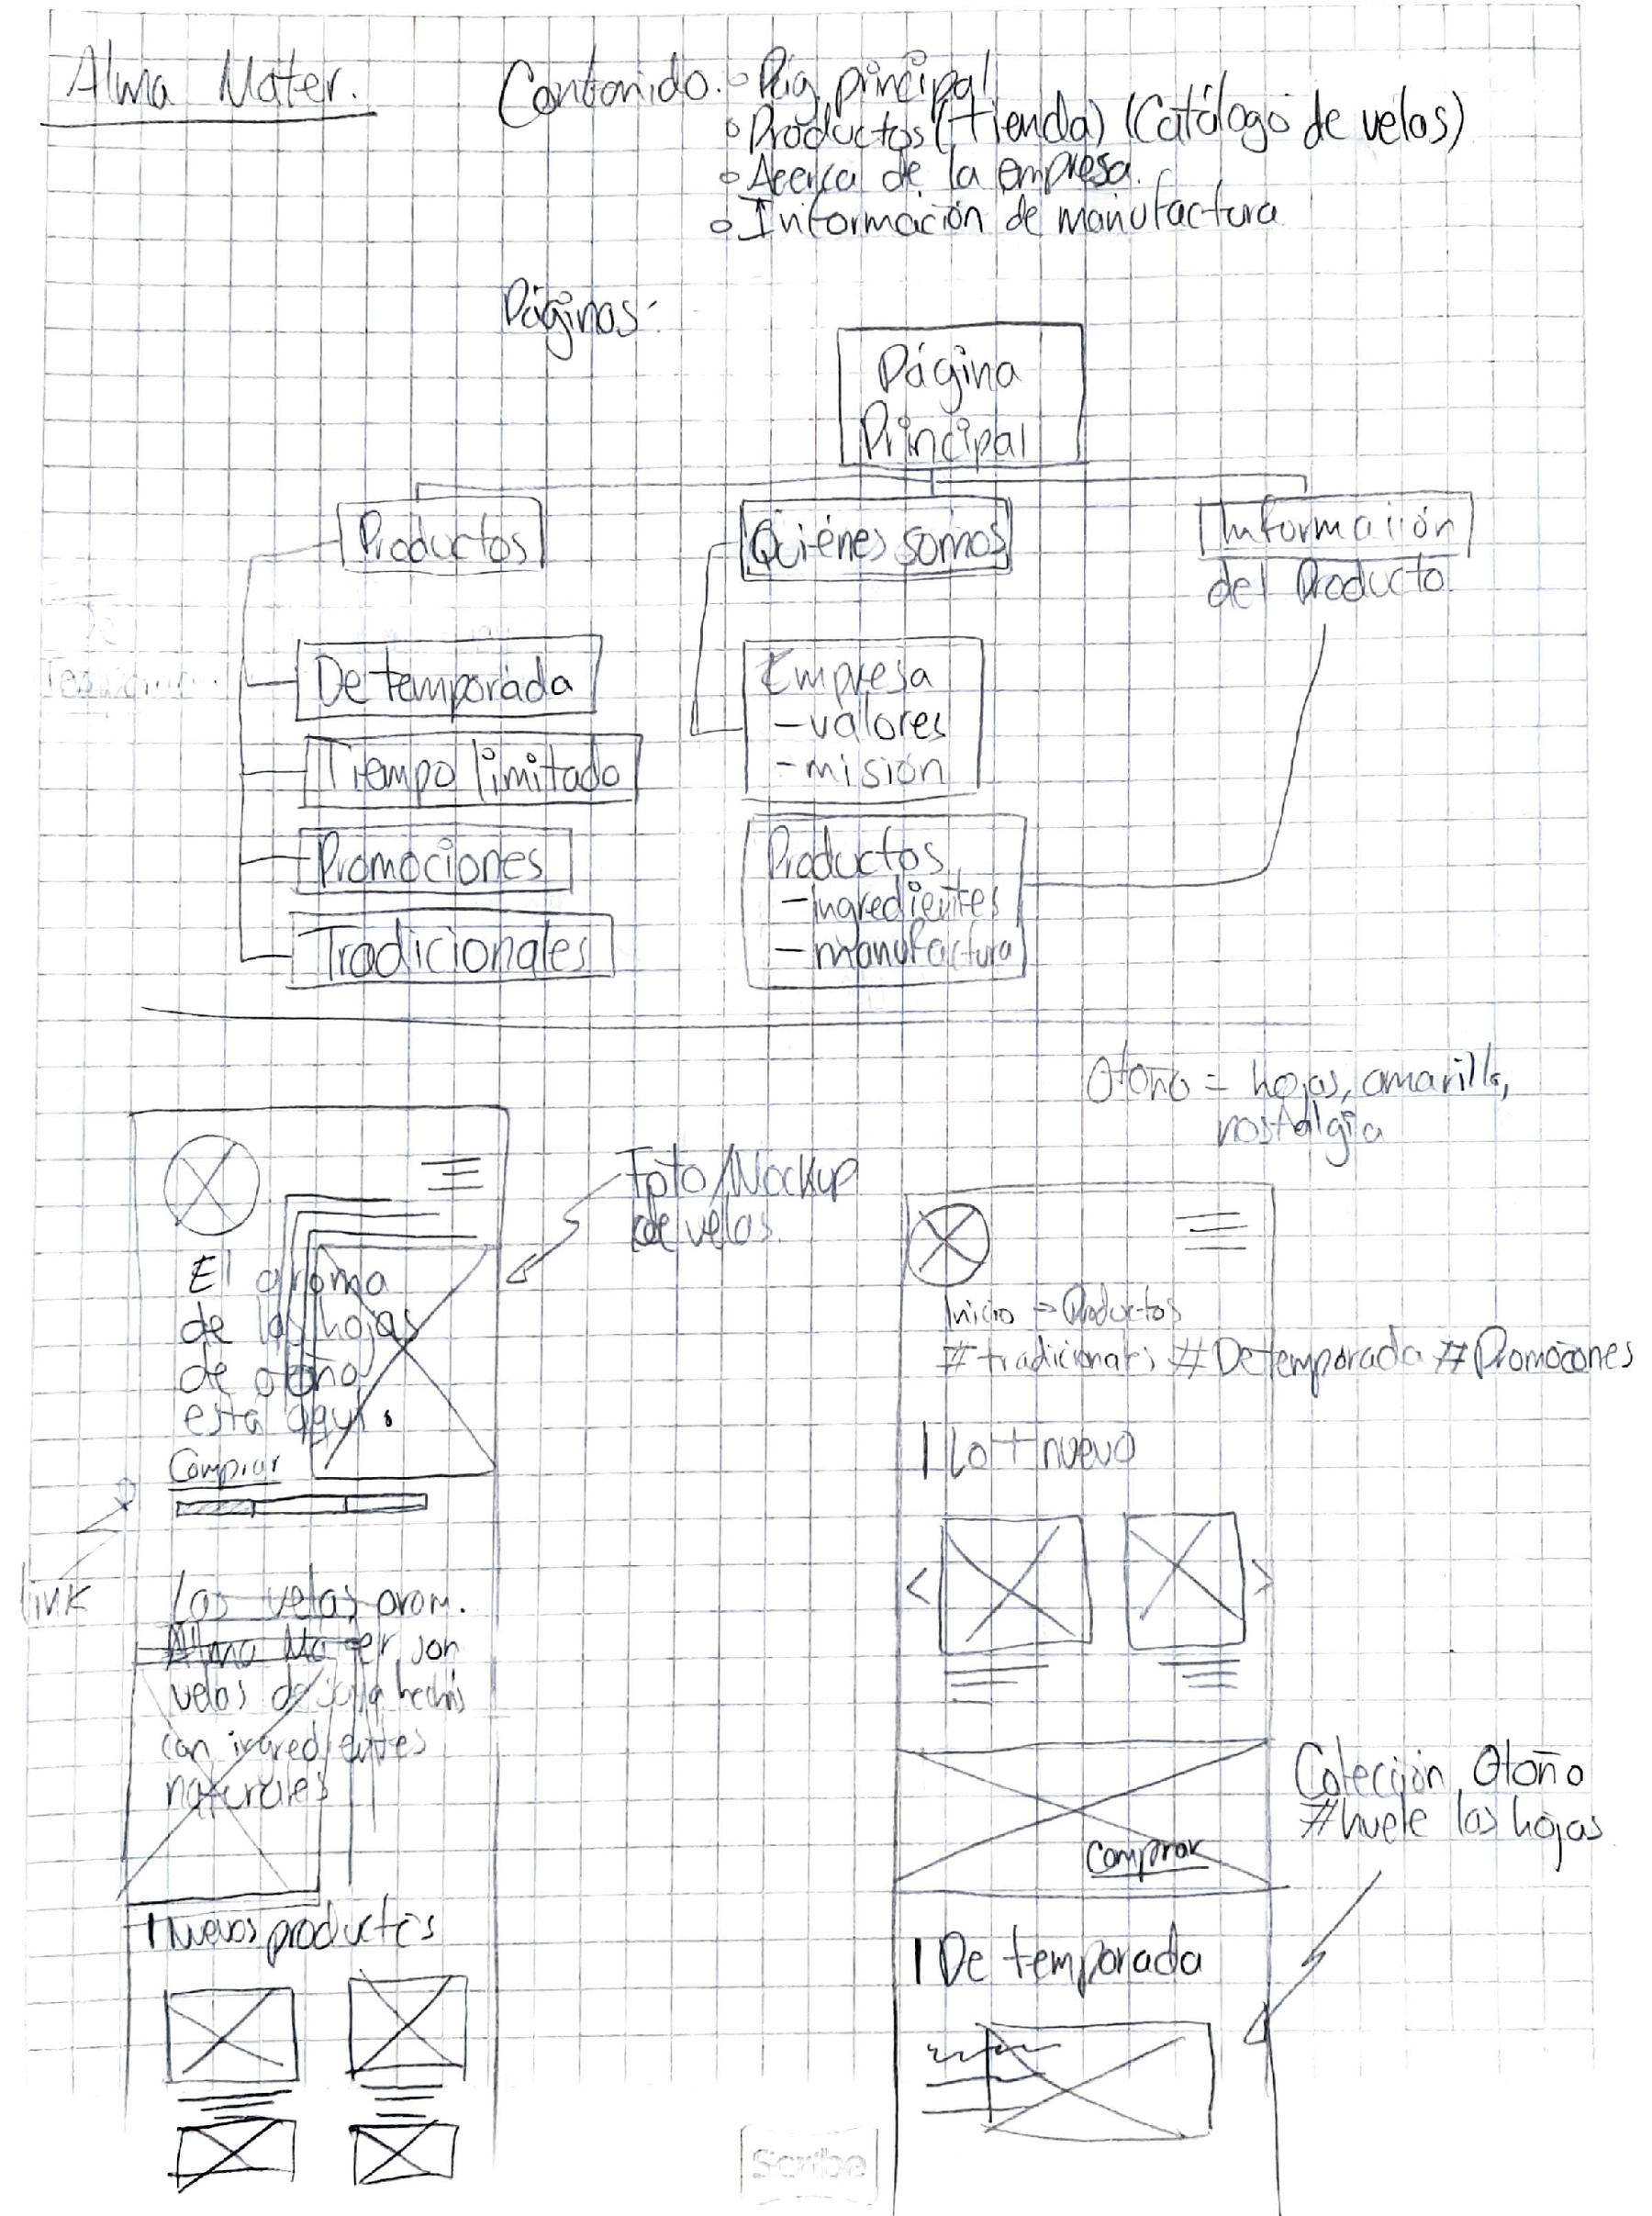 Alma Mater.
Contenido.
○ Pág. principal
○ Productos (tienda) (Catálogo de velas)
○ Acerca de la empresa.
○ Información de manufactura
Páginas:
Página
Principal
Productos
Quiénes somos
Información
del Producto
De temporada
Tiempo limitado
Promociones
Tradicionales
Empresa
- valores
- misión
Productos
- ingredientes
- manufactura
Otoño = hojas, amarillo,
nostalgia
El aroma
de las hojas
de otoño
está aquí.
Comprar
Foto/Mockup
de velas.
link
Las velas arom.
Alma Mater son
velas de soya hechas
con ingredientes
naturales
| Nuevos productos
Inicio → Productos
#tradicionales #De temporada #Promociones
| Lo + nuevo
< >
Comprar
Colección Otoño
#huele las hojas
| De temporada
Scribe